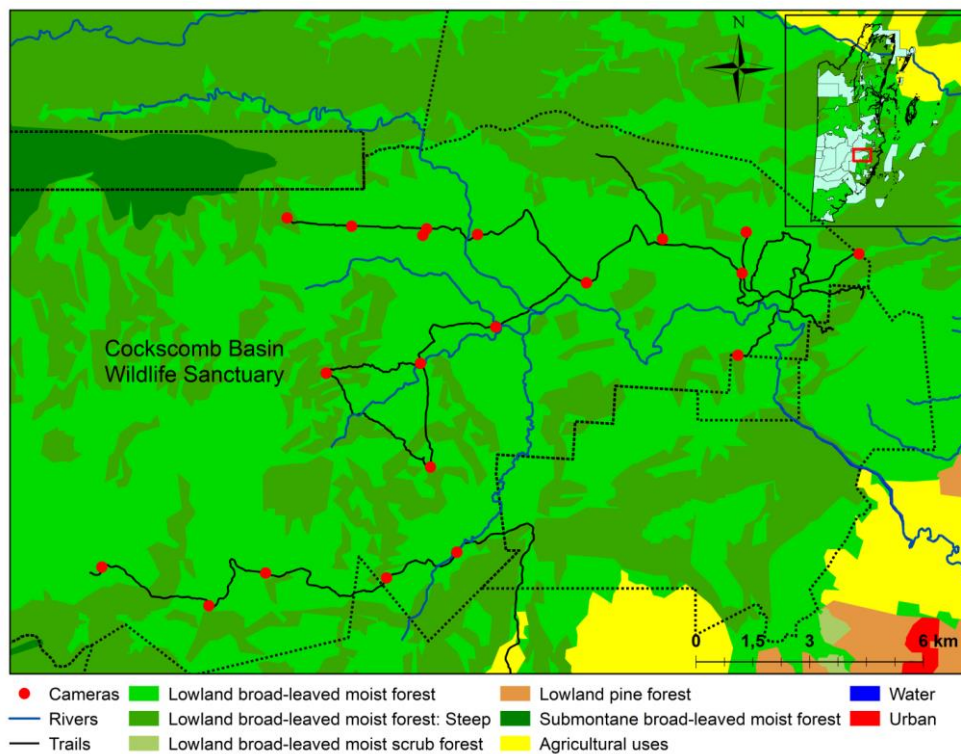 N
Cockscomb Basin
Wildlife Sanctuary
0 1,5 3 6 km
Cameras
Rivers
Trails
Lowland broad-leaved moist forest
Lowland broad-leaved moist forest: Steep
Lowland broad-leaved moist scrub forest
Lowland pine forest
Submontane broad-leaved moist forest
Agricultural uses
Water
Urban